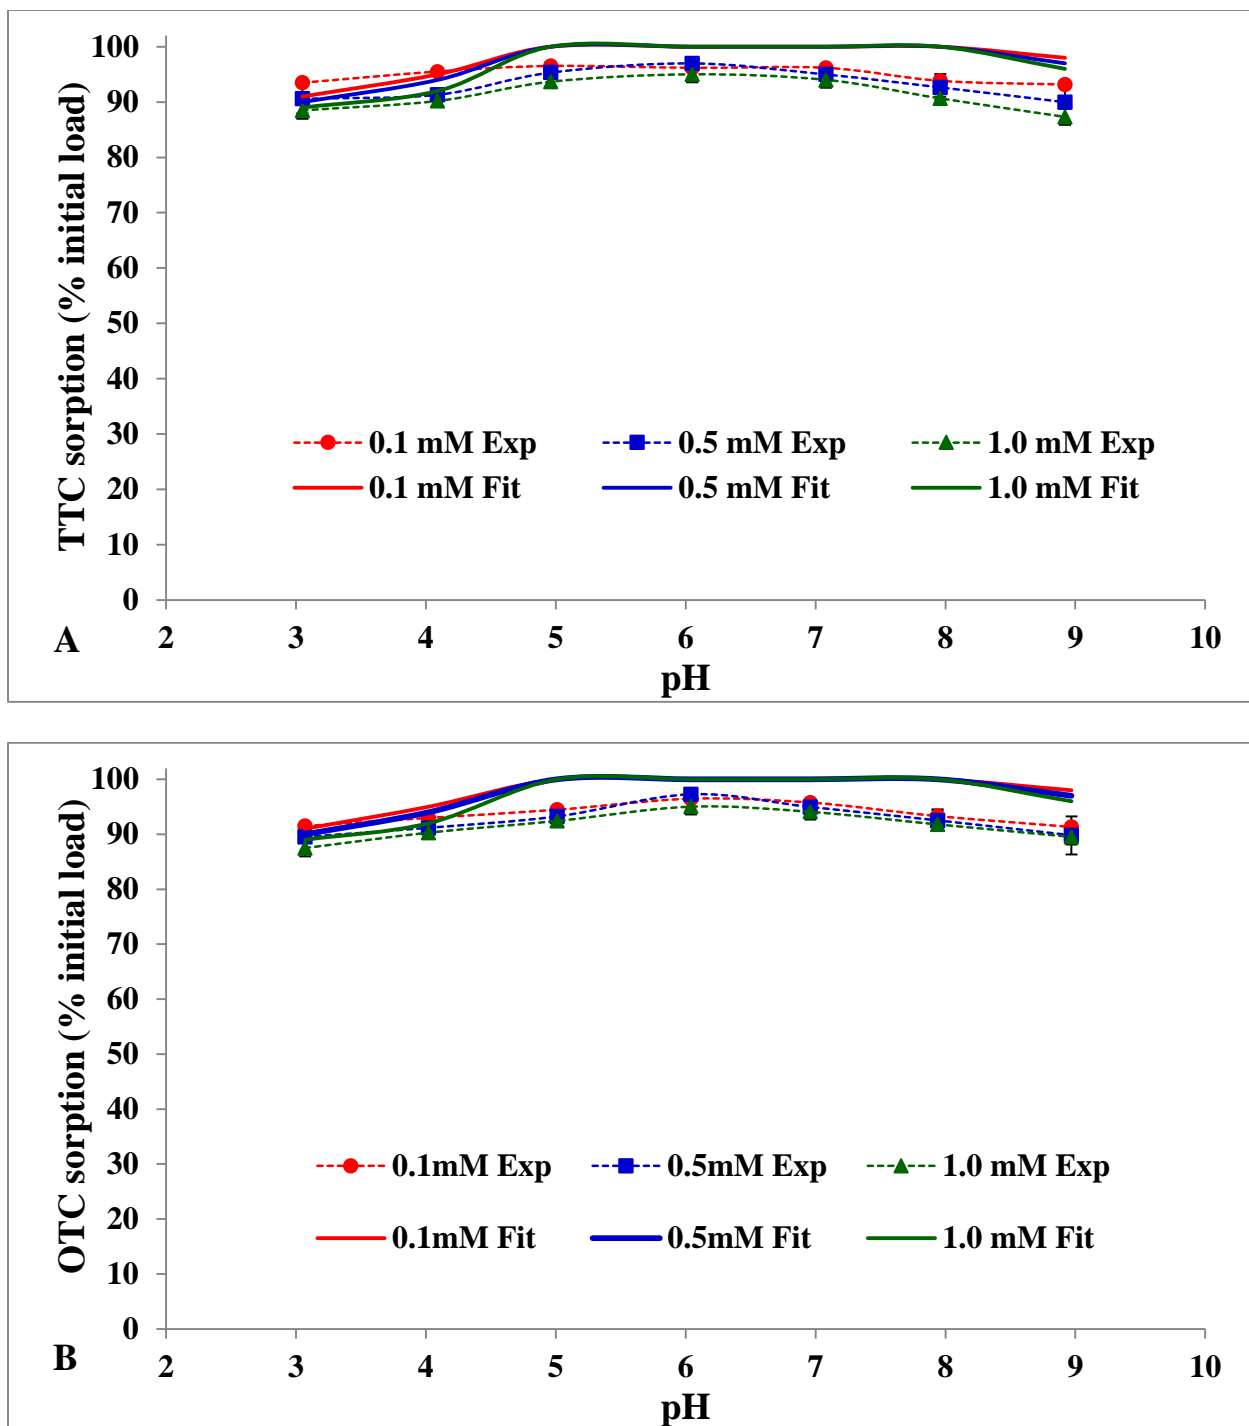 TTC sorption (% initial load)
100
90
80
70
60
50
40
30
20
10
0
0.1 mM Exp 0.5 mM Exp 1.0 mM Exp
0.1 mM Fit 0.5 mM Fit 1.0 mM Fit
2 3 4 5 6 7 8 9 10
A
pH
OTC sorption (% initial load)
100
90
80
70
60
50
40
30
20
10
0
0.1mM Exp 0.5mM Exp 1.0 mM Exp
0.1mM Fit 0.5mM Fit 1.0 mM Fit
2 3 4 5 6 7 8 9 10
B
pH